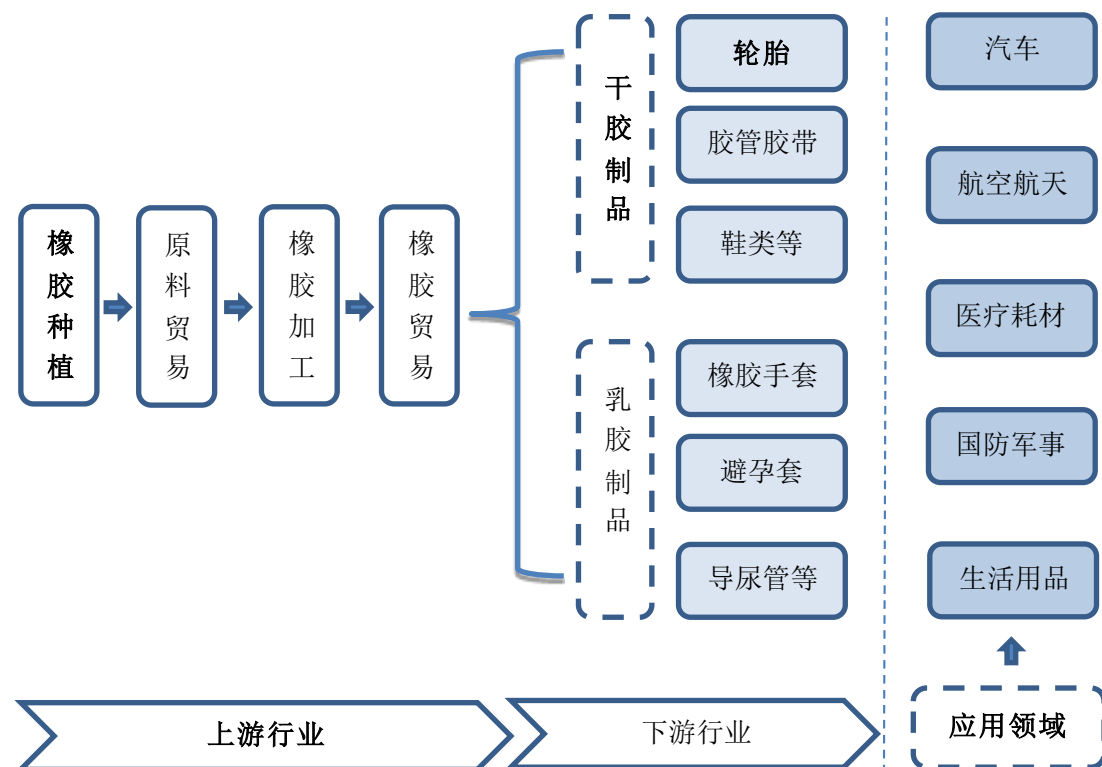 橡胶种植
原料贸易
橡胶加工
橡胶贸易
干胶制品
轮胎
胶管胶带
鞋类等
乳胶制品
橡胶手套
避孕套
导尿管等
汽车
航空航天
医疗耗材
国防军事
生活用品
上游行业
下游行业
应用领域